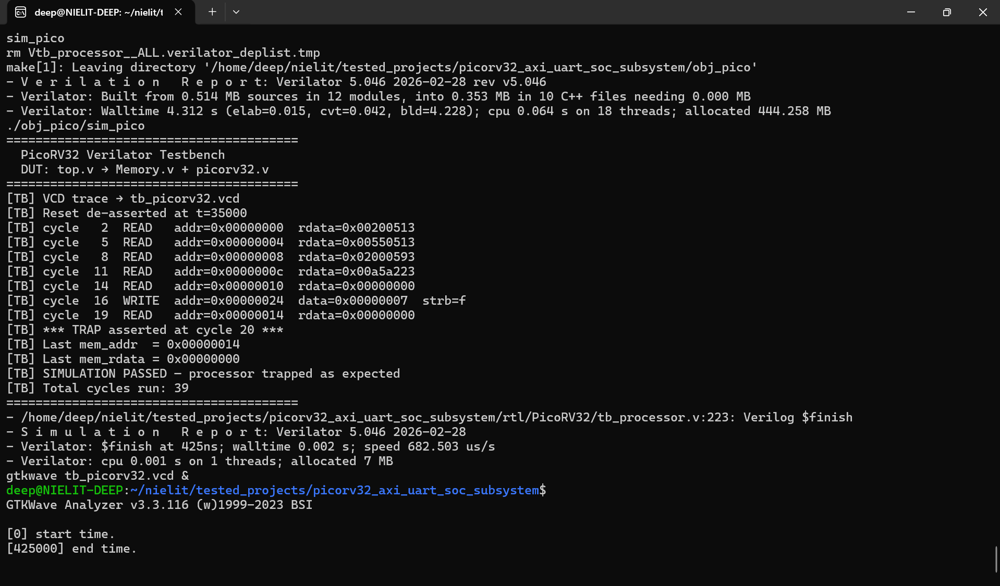 deep@NIELIT-DEEP: ~/nielit/t
sim_pico
rm Vtb_processor__ALL.verilator_deplist.tmp
make[1]: Leaving directory '/home/deep/nielit/tested_projects/picorv32_axi_uart_soc_subsystem/obj_pico'
- V e r i l a t i o n   R e p o r t: Verilator 5.046 2026-02-28 rev v5.046
- Verilator: Built from 0.514 MB sources in 12 modules, into 0.353 MB in 10 C++ files needing 0.000 MB
- Verilator: Walltime 4.312 s (elab=0.015, cvt=0.042, bld=4.228); cpu 0.064 s on 18 threads; allocated 444.258 MB
./obj_pico/sim_pico
========================================
  PicoRV32 Verilator Testbench
  DUT: top.v → Memory.v + picorv32.v
========================================
[TB] VCD trace → tb_picorv32.vcd
[TB] Reset de-asserted at t=35000
[TB] cycle   2  READ   addr=0x00000000  rdata=0x00200513
[TB] cycle   5  READ   addr=0x00000004  rdata=0x00550513
[TB] cycle   8  READ   addr=0x00000008  rdata=0x02000593
[TB] cycle  11  READ   addr=0x0000000c  rdata=0x00a5a223
[TB] cycle  14  READ   addr=0x00000010  rdata=0x00000000
[TB] cycle  16  WRITE  addr=0x00000024  data=0x00000007  strb=f
[TB] cycle  19  READ   addr=0x00000014  rdata=0x00000000
[TB] *** TRAP asserted at cycle 20 ***
[TB] Last mem_addr  = 0x00000014
[TB] Last mem_rdata = 0x00000000
[TB] SIMULATION PASSED — processor trapped as expected
[TB] Total cycles run: 39
========================================
- /home/deep/nielit/tested_projects/picorv32_axi_uart_soc_subsystem/rtl/PicoRV32/tb_processor.v:223: Verilog $finish
- S i m u l a t i o n   R e p o r t: Verilator 5.046 2026-02-28
- Verilator: $finish at 425ns; walltime 0.002 s; speed 682.503 us/s
- Verilator: cpu 0.001 s on 1 threads; allocated 7 MB
gtkwave tb_picorv32.vcd &
deep@NIELIT-DEEP:~/nielit/tested_projects/picorv32_axi_uart_soc_subsystem$
GTKWave Analyzer v3.3.116 (w)1999-2023 BSI
[0] start time.
[425000] end time.